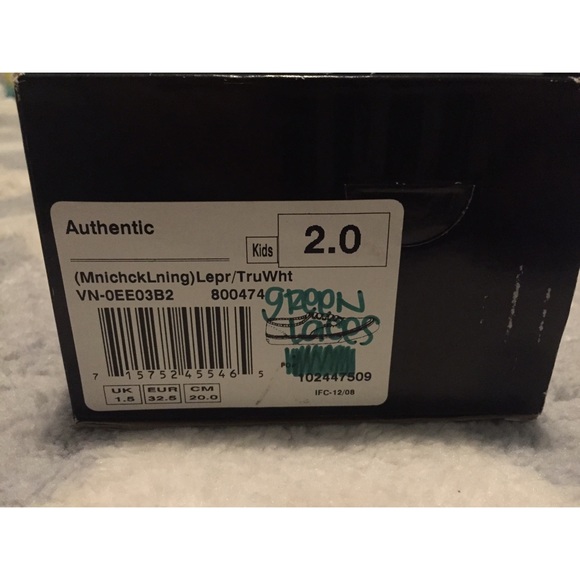 Authentic
Kids
2.0
(MnichckLning)Lepr/TruWht
VN-0EE03B2 800474
green
laces
7 15752 45546 5
102447509
UK EUR CM
1.5 32.5 20.0
IFC-12/08